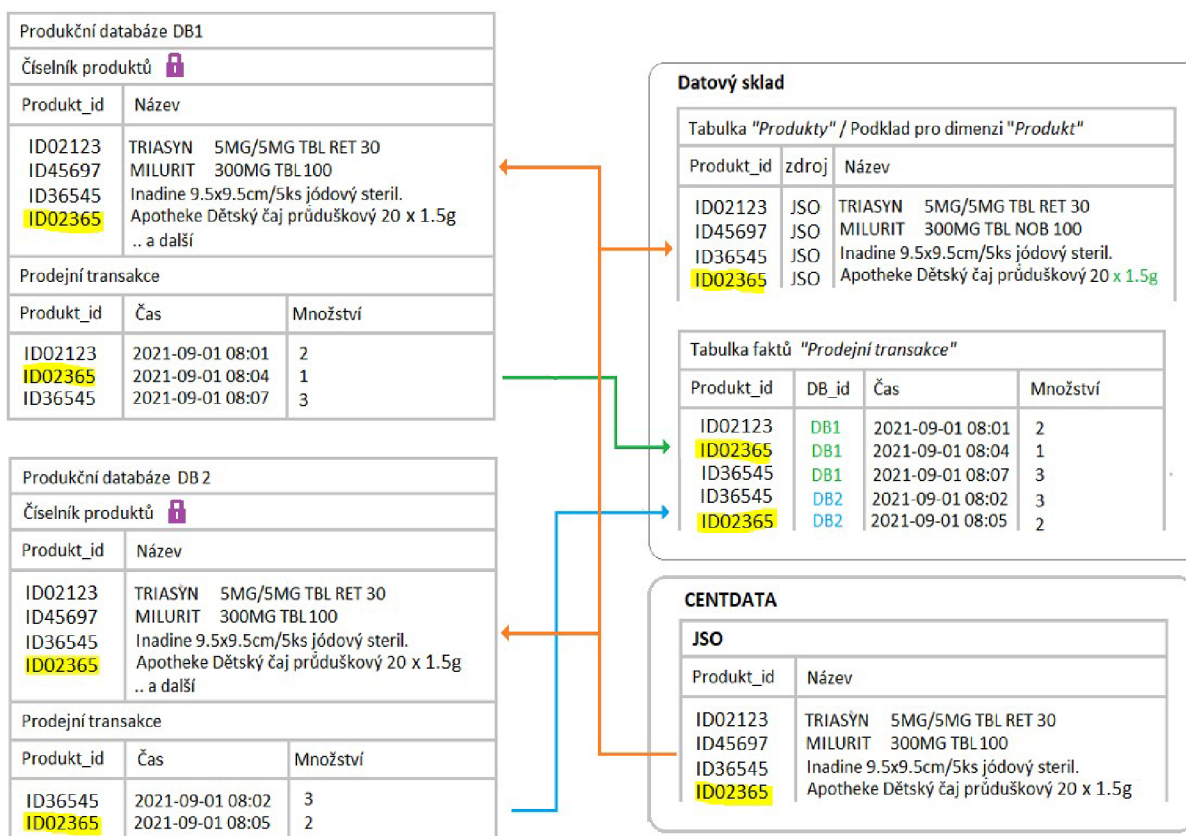 Produkční databáze DB1
Číselník produktů
Produkt_id Název
ID02123 TRIASYN 5MG/5MG TBL RET 30
ID45697 MILURIT 300MG TBL100
ID36545 Inadine 9.5x9.5cm/5ks jódový steril.
ID02365 Apotheke Dětský čaj průduškový 20 x 1.5g
.. a další
Prodejní transakce
Produkt_id Čas Množství
ID02123 2021-09-01 08:01 2
ID02365 2021-09-01 08:04 1
ID36545 2021-09-01 08:07 3
Produkční databáze DB 2
Číselník produktů
Produkt_id Název
ID02123 TRIASÝN 5MG/5MG TBL RET 30
ID45697 MILURIT 300MG TBL100
ID36545 Inadine 9.5x9.5cm/5ks jódový steril.
ID02365 Apotheke Dětský čaj průduškový 20 x 1.5g
.. a další
Prodejní transakce
Produkt_id Čas Množství
ID36545 2021-09-01 08:02 3
ID02365 2021-09-01 08:05 2
Datový sklad
Tabulka "Produkty" / Podklad pro dimenzi "Produkt"
Produkt_id zdroj Název
ID02123 JSO TRIASYN 5MG/5MG TBL RET 30
ID45697 JSO MILURIT 300MG TBL NOB 100
ID36545 JSO Inadine 9.5x9.5cm/5ks jódový steril.
ID02365 JSO Apotheke Dětský čaj průduškový 20 x 1.5g
Tabulka faktů "Prodejní transakce"
Produkt_id DB_id Čas Množství
ID02123 DB1 2021-09-01 08:01 2
ID02365 DB1 2021-09-01 08:04 1
ID36545 DB1 2021-09-01 08:07 3
ID36545 DB2 2021-09-01 08:02 3
ID02365 DB2 2021-09-01 08:05 2
CENTDATA
JSO
Produkt_id Název
ID02123 TRIASÝN 5MG/5MG TBL RET 30
ID45697 MILURIT 300MG TBL100
ID36545 Inadine 9.5x9.5cm/5ks jódový steril.
ID02365 Apotheke Dětský čaj průduškový 20 x 1.5g